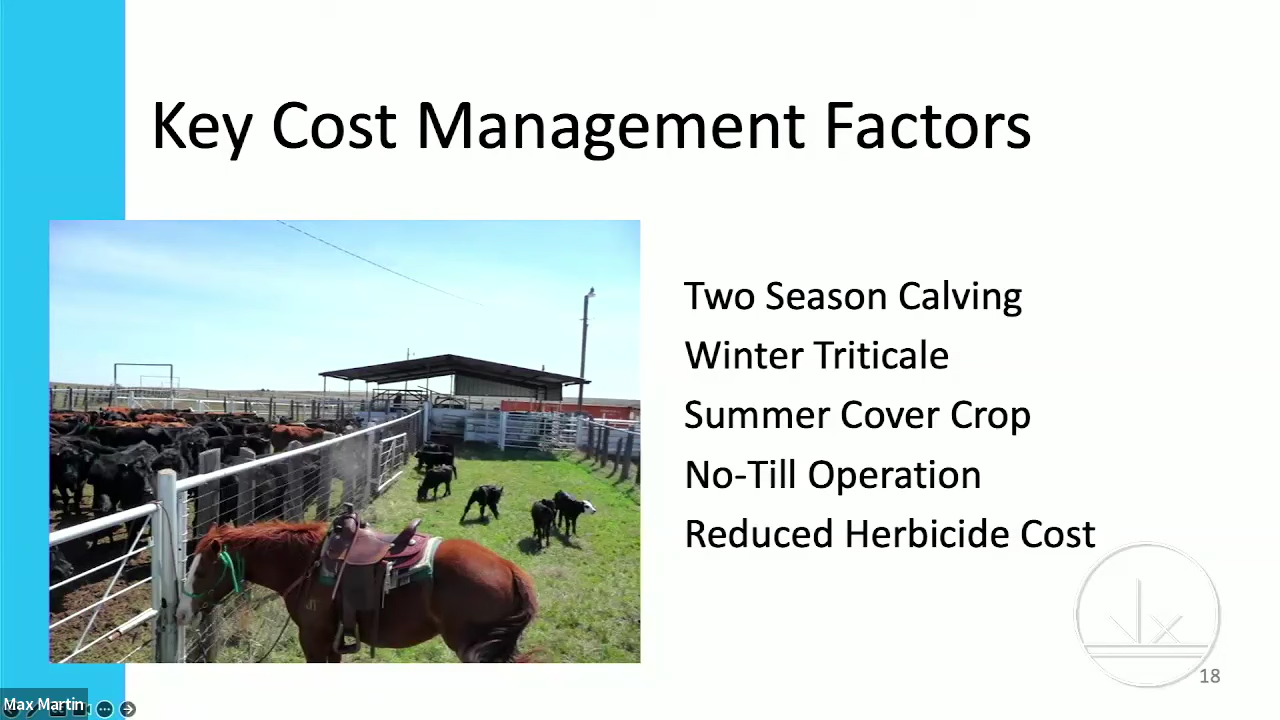 Key Cost Management Factors
Two Season Calving
Winter Triticale
Summer Cover Crop
No-Till Operation
Reduced Herbicide Cost
18
Max Martin